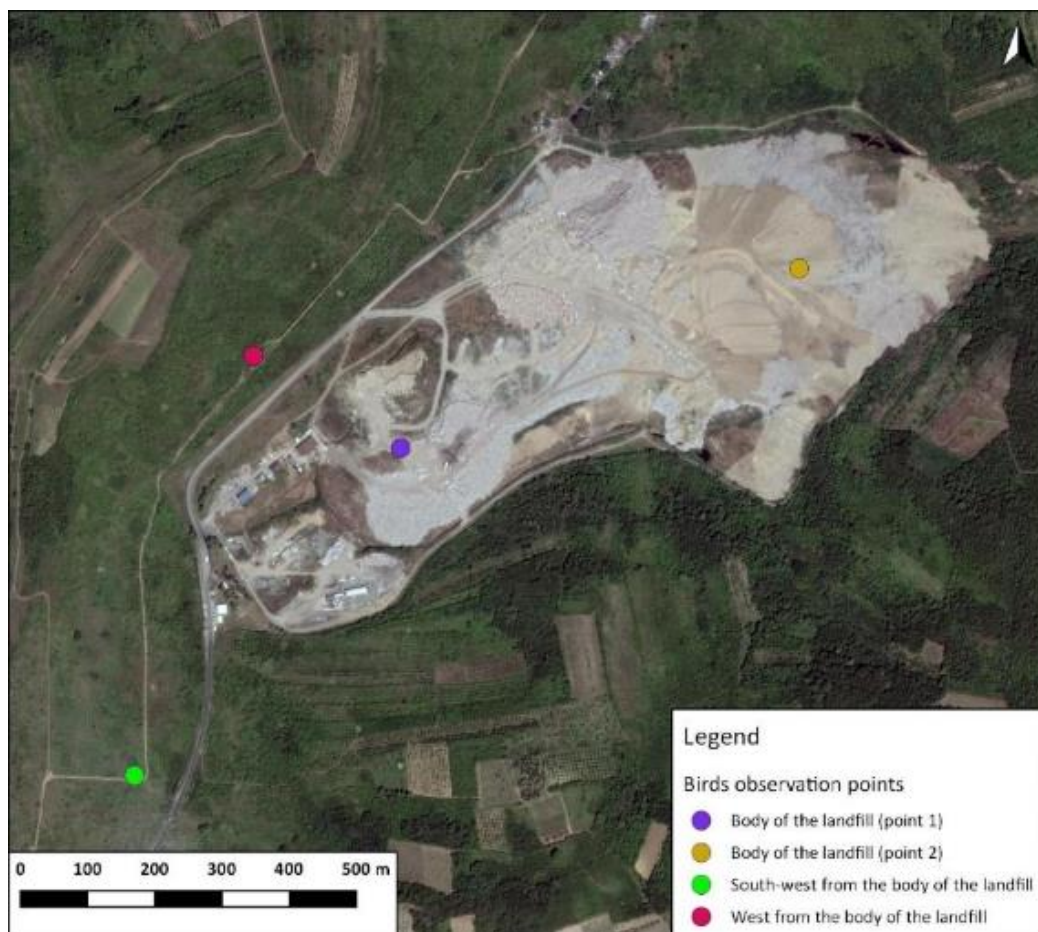 0 100 200 300 400 500 m
Legend
Birds observation points
Body of the landfill (point 1)
Body of the landfill (point 2)
South-west from the body of the landfill
West from the body of the landfill